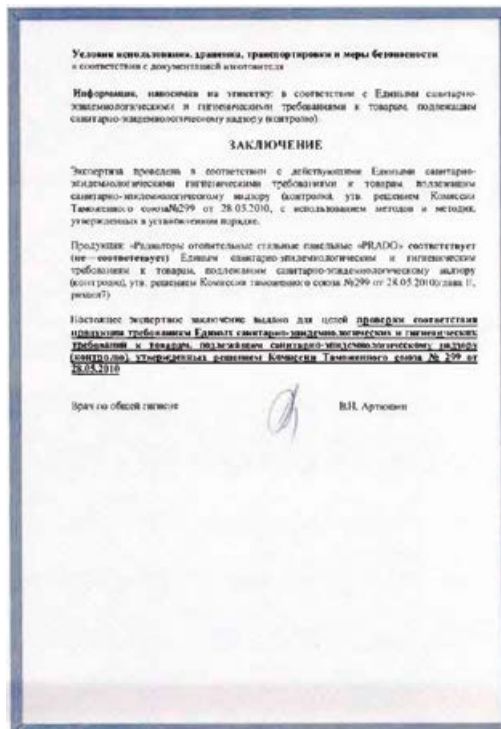 Условия использования, хранения, транспортировки и меры безопасности
в соответствии с документацией изготовителя
Информация, наносимая на этикетку: в соответствии с Едиными санитарно-
эпидемиологическими и гигиеническими требованиями к товарам, подлежащим
санитарно-эпидемиологическому надзору (контролю)
ЗАКЛЮЧЕНИЕ
Экспертиза проведена в соответствии с действующими Едиными санитарно-
эпидемиологическими гигиеническими требованиями к товарам, подлежащим
санитарно-эпидемиологическому надзору (контролю), утв. решением Комиссии
Таможенного союза№299 от 28.05.2010, с использованием методов и методик,
утвержденных в установленном порядке.
Продукция: «Радиаторы отопительные стальные панельные «PRADO» соответствует
(не соответствует) Единым санитарно-эпидемиологическим и гигиеническим
требованиям к товарам, подлежащим санитарно-эпидемиологическому надзору
(контролю), утв. решением Комиссии таможенного союза №299 от 28.05.2010(глава II,
раздел7)
Настоящее экспертное заключение выдано для целей проверки соответствия
продукции требованиям Единых санитарно-эпидемиологических и гигиенических
требований к товарам, подлежащим санитарно-эпидемиологическому надзору
(контролю), утвержденных решением Комиссии Таможенного союза № 299 от
28.05.2010
Врач по общей гигиене В.Н.